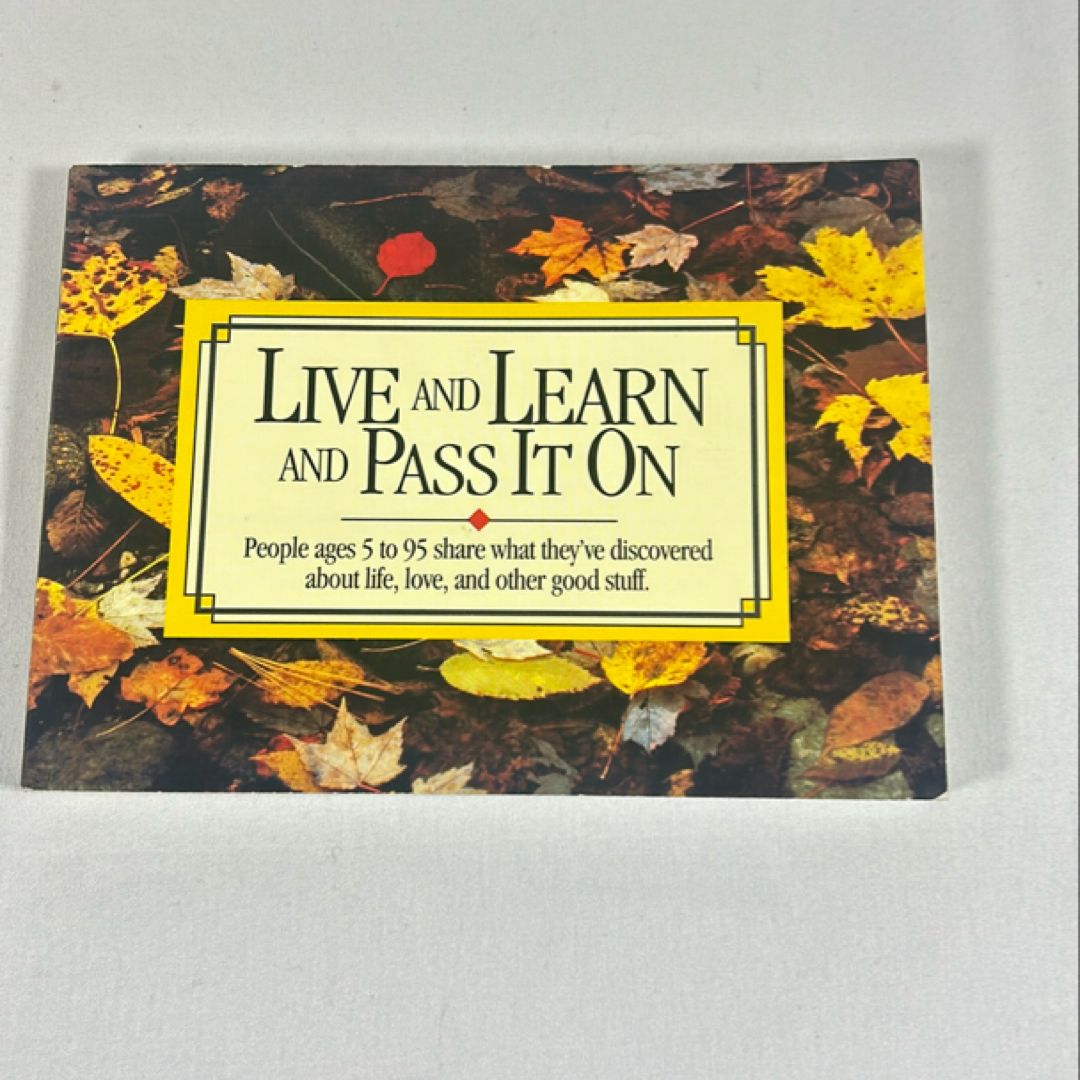 LIVE AND LEARN
AND PASS IT ON
People ages 5 to 95 share what they've discovered
about life, love, and other good stuff.